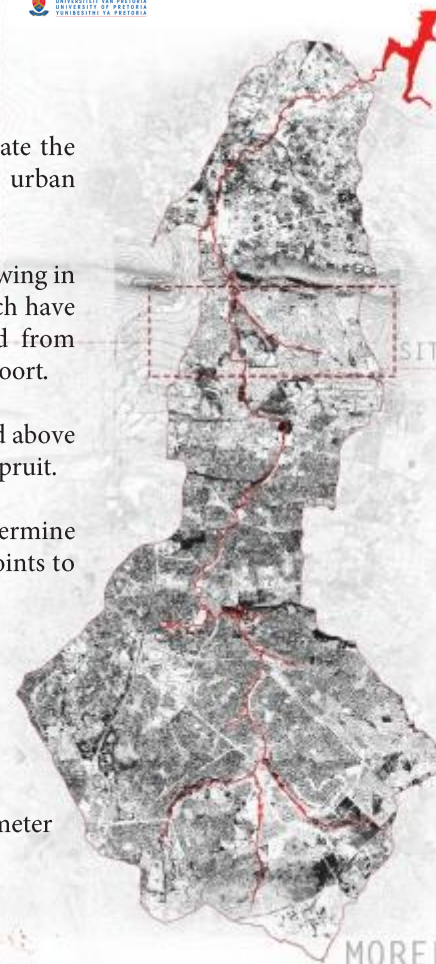 UNIVERSITEIT VAN PRETORIA
UNIVERSITY OF PRETORIA
YUNIBESITHI YA PRETORIA
ate the
urban
wing in
ch have
d from
oort.
SIT
d above
pruit.
ermine
oints to
meter
MOREL